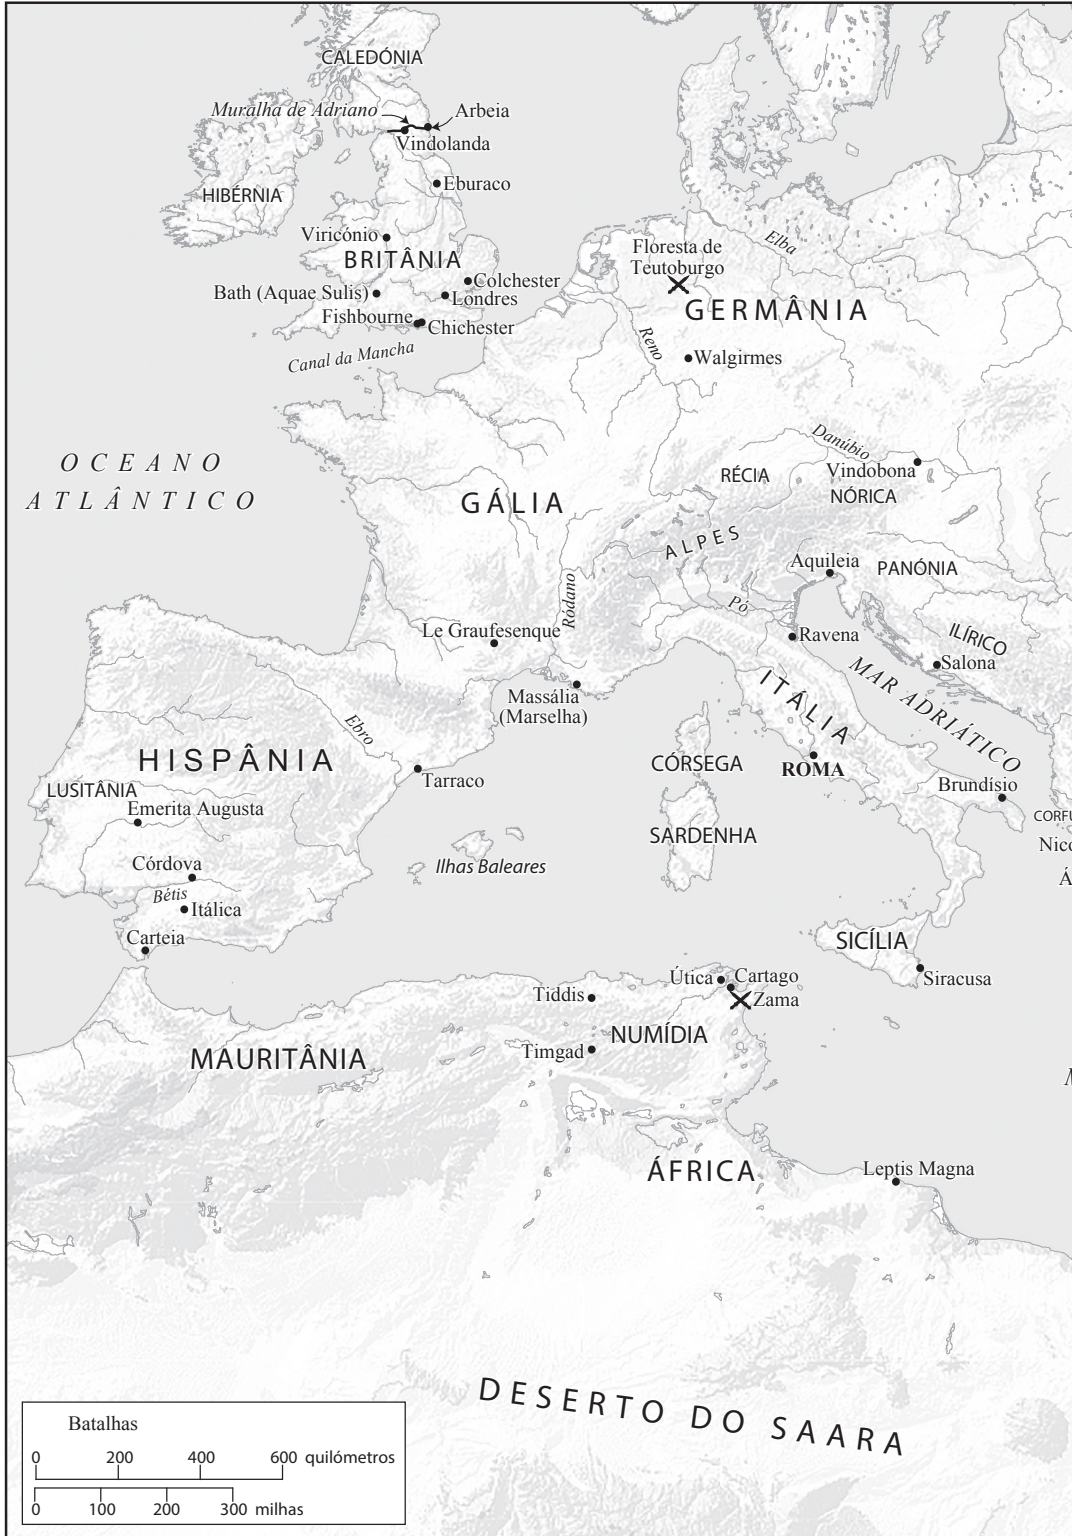 CALEDÓNIA
Muralha de Adriano
Arbeia
Vindolanda
Eburaco
HIBÉRNIA
Viricónio
BRITÂNIA
Colchester
Bath (Aquae Sulis)
Londres
Fishbourne
Chichester
Canal da Mancha
Elba
Floresta de
Teutoburgo
GERMÂNIA
Reno
Walgirmes
OCEANO
ATLÂNTICO
Danúbio
Vindobona
RÉCIA
NÓRICA
GÁLIA
ALPES
Aquileia
PANÓNIA
Ródano
Pó
Le Graufesenque
Ravena
ILÍRICO
Salona
Massália
(Marselha)
ITÁLIA
MAR ADRIÁTICO
Ebro
HISPÂNIA
Tarraco
CÓRSEGA
ROMA
LUSITÂNIA
Emerita Augusta
Brundísio
CORFU
Nico
SARDENHA
Ilhas Baleares
Á
Córdova
Bétis
Itálica
Carteia
SICÍLIA
Siracusa
Útica
Cartago
Zama
Tiddis
NUMÍDIA
Timgad
MAURITÂNIA
M
ÁFRICA
Leptis Magna
DESERTO DO SAARA
Batalhas
0 200 400 600 quilómetros
0 100 200 300 milhas